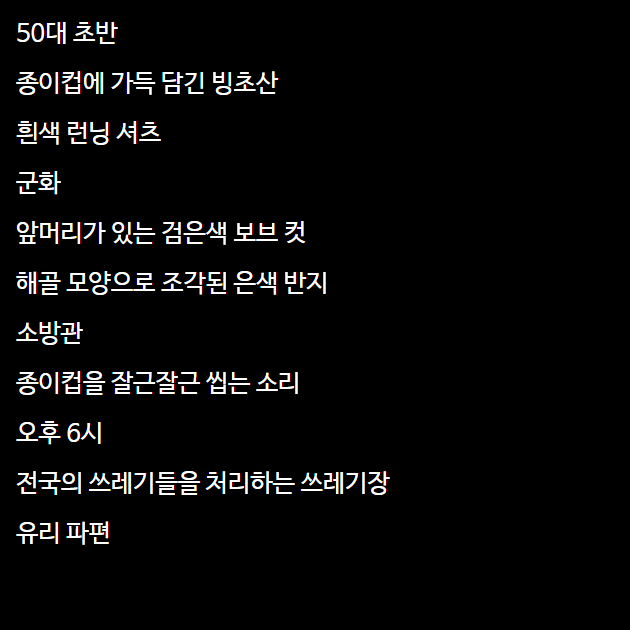 50대 초반
종이컵에 가득 담긴 빙초산
흰색 런닝 셔츠
군화
앞머리가 있는 검은색 보브 컷
해골 모양으로 조각된 은색 반지
소방관
종이컵을 잘근잘근 씹는 소리
오후 6시
전국의 쓰레기들을 처리하는 쓰레기장
유리 파편